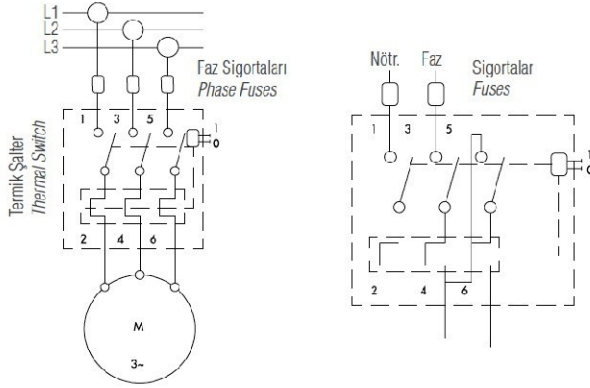 L1
L2
L3
Faz Sigortaları
Phase Fuses
Termik Şalter
Thermal Switch
1 3 5
1
0
2 4 6
M
3~
Nötr. Faz
Sigortalar
Fuses
1 3 5
1
0
2 4 6